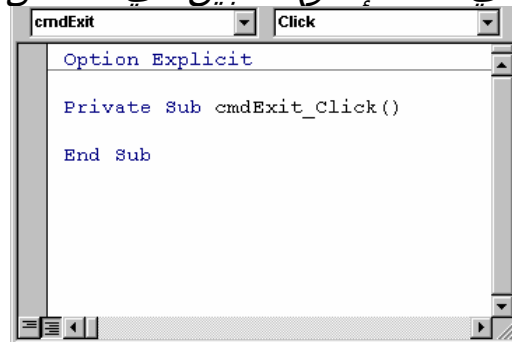 cmdExit Click
Option Explicit
Private Sub cmdExit_Click()
End Sub